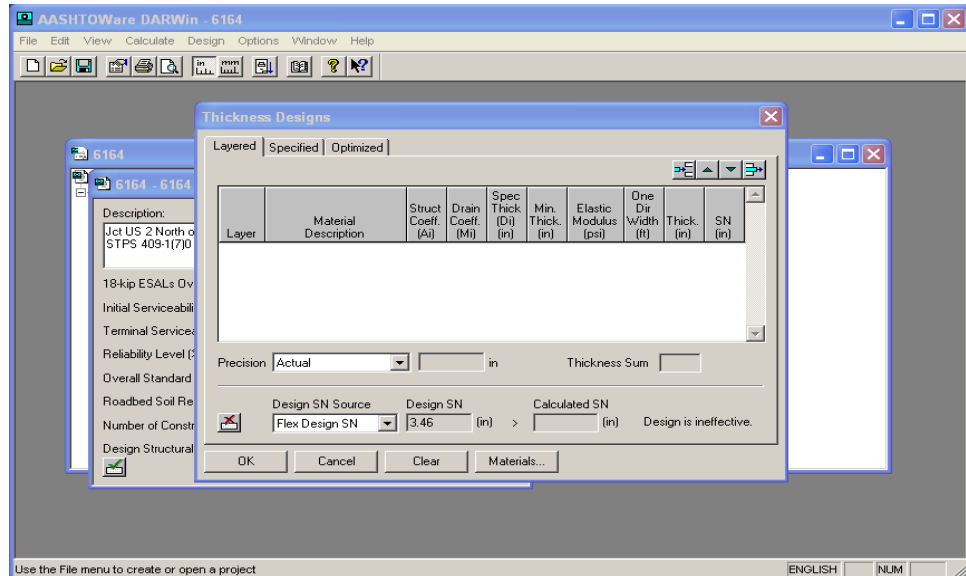 AASHTOWare DARWin - 6164
File Edit View Calculate Design Options Window Help
in mm
Thickness Designs
Layered Specified Optimized
6164
6164 - 6164
Description:
Jct US 2 North o
STPS 409-1(7)0
18-kip ESALs Ov
Initial Serviceabili
Terminal Servicea
Reliability Level (%
Overall Standard
Roadbed Soil Re
Number of Constr
Design Structural
Layer
Material Description
Struct Coeff. (Ai)
Drain Coeff. (Mi)
Spec Thick (Di) (in)
Min. Thick. (in)
Elastic Modulus (psi)
One Dir Width (ft)
Thick. (in)
SN (in)
Precision Actual in Thickness Sum
Design SN Source Design SN Calculated SN
Flex Design SN 3.46 (in) > (in) Design is ineffective.
OK Cancel Clear Materials...
Use the File menu to create or open a project ENGLISH NUM